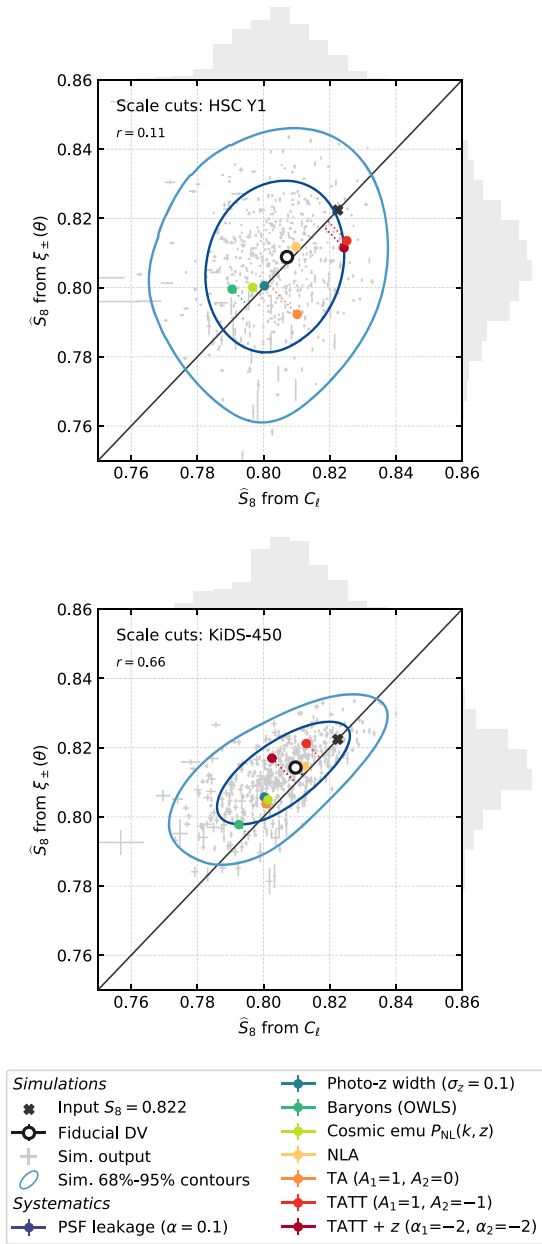 0.86
Scale cuts: HSC Y1
r = 0.11
0.84
0.82
0.80
0.78
0.76
Ŝ₈ from ξ±(θ)
0.76 0.78 0.80 0.82 0.84 0.86
Ŝ₈ from Cℓ
0.86
Scale cuts: KiDS-450
r = 0.66
0.84
0.82
0.80
0.78
0.76
Ŝ₈ from ξ±(θ)
0.76 0.78 0.80 0.82 0.84 0.86
Ŝ₈ from Cℓ
Simulations
Input S₈ = 0.822
Fiducial DV
Sim. output
Sim. 68%-95% contours
Systematics
PSF leakage (α = 0.1)
Photo-z width (σz = 0.1)
Baryons (OWLS)
Cosmic emu PNL(k, z)
NLA
TA (A₁=1, A₂=0)
TATT (A₁=1, A₂=−1)
TATT + z (α₁=−2, α₂=−2)